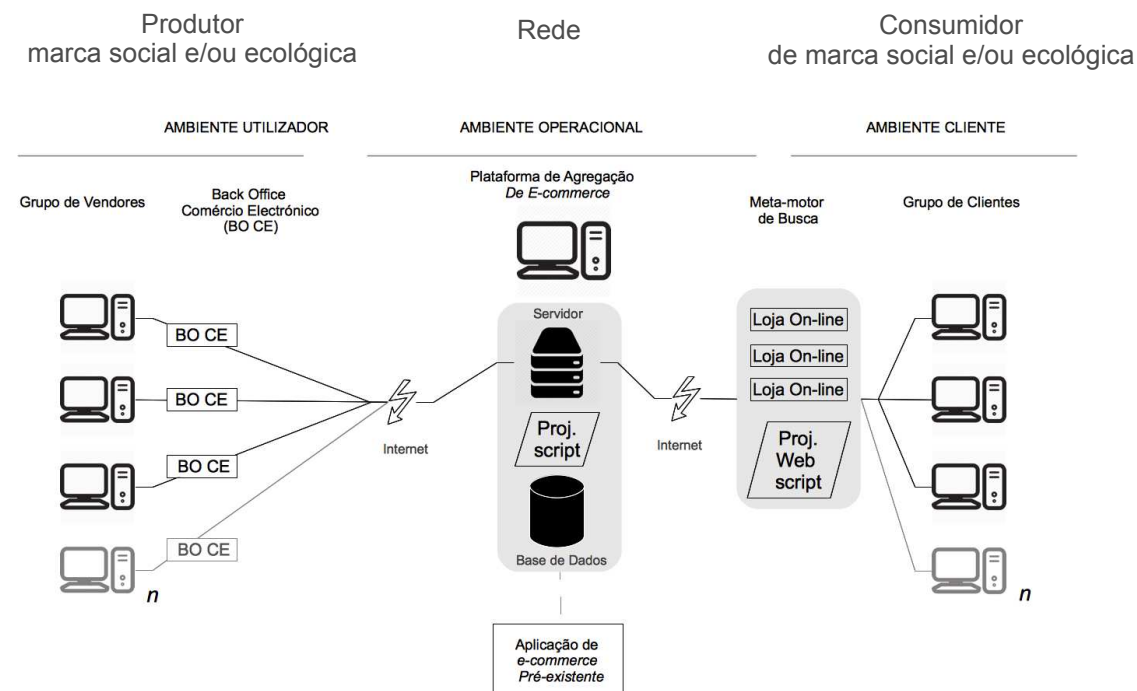 Produtor
marca social e/ou ecológica
Rede
Consumidor
de marca social e/ou ecológica
AMBIENTE UTILIZADOR
AMBIENTE OPERACIONAL
AMBIENTE CLIENTE
Grupo de Vendores
Back Office
Comércio Electrónico
(BO CE)
Plataforma de Agregação
De E-commerce
Meta-motor
de Busca
Grupo de Clientes
BO CE
BO CE
BO CE
BO CE
n
Internet
Servidor
Proj.
script
Base de Dados
Internet
Loja On-line
Loja On-line
Loja On-line
Proj.
Web
script
n
Aplicação de
e-commerce
Pré-existente